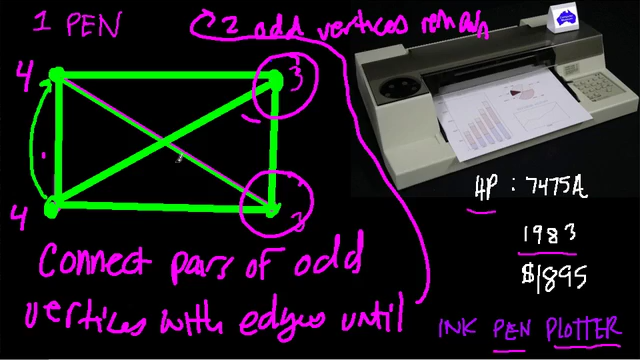 1 PEN
2 odd vertices remain
4
3
4
3
Connect pairs of odd
vertices with edges until
HP : 7475A
1983
$1895
INK PEN PLOTTER